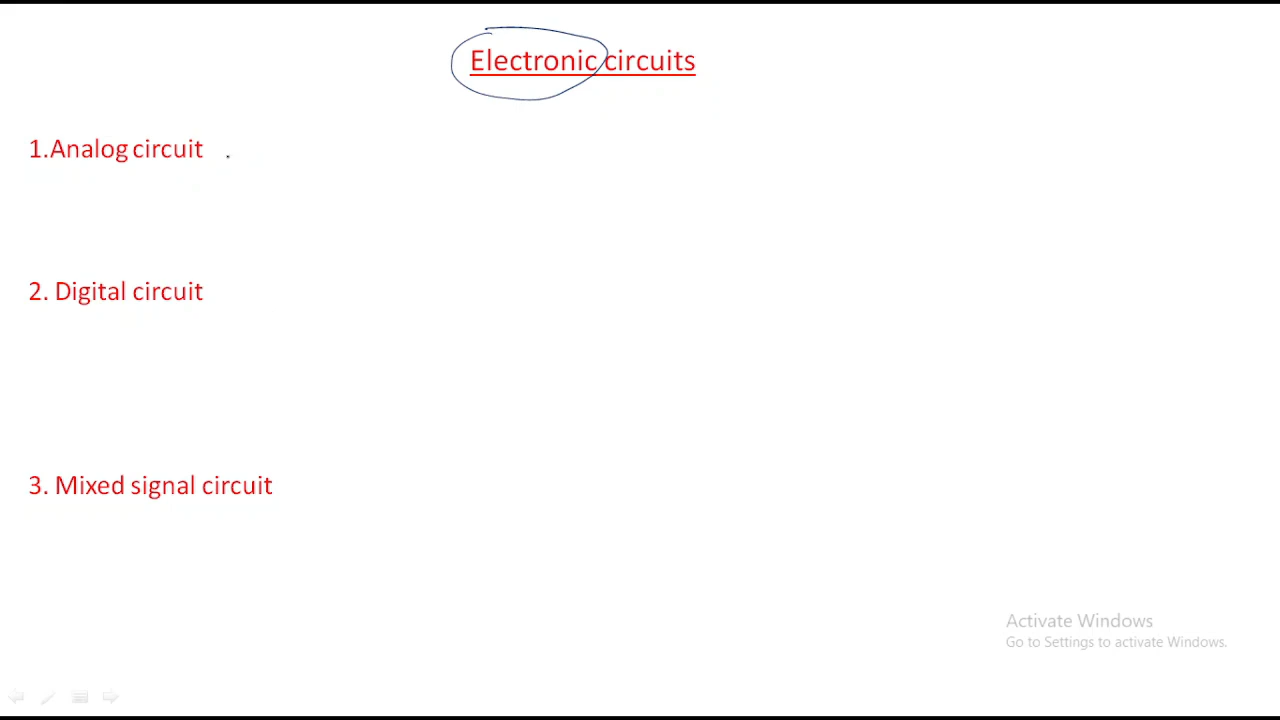 Electronic circuits
1.Analog circuit
2. Digital circuit
3. Mixed signal circuit
Activate Windows
Go to Settings to activate Windows.